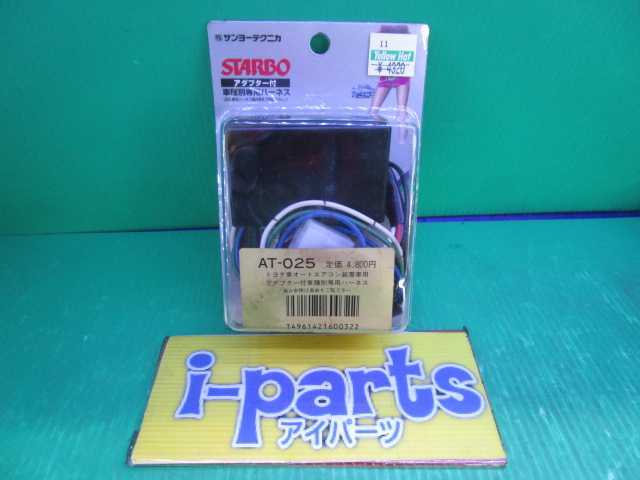 ㈱サンヨーテクニカ
STARBO
アダプター付
車種別専用ハーネス
11
Yellow Hat
¥ 4320
AT-025 定価 4,800円
トヨタ車オートエアコン装着車用
アダプター付車種別専用ハーネス
T4961421600322
i-parts
アイパーツ